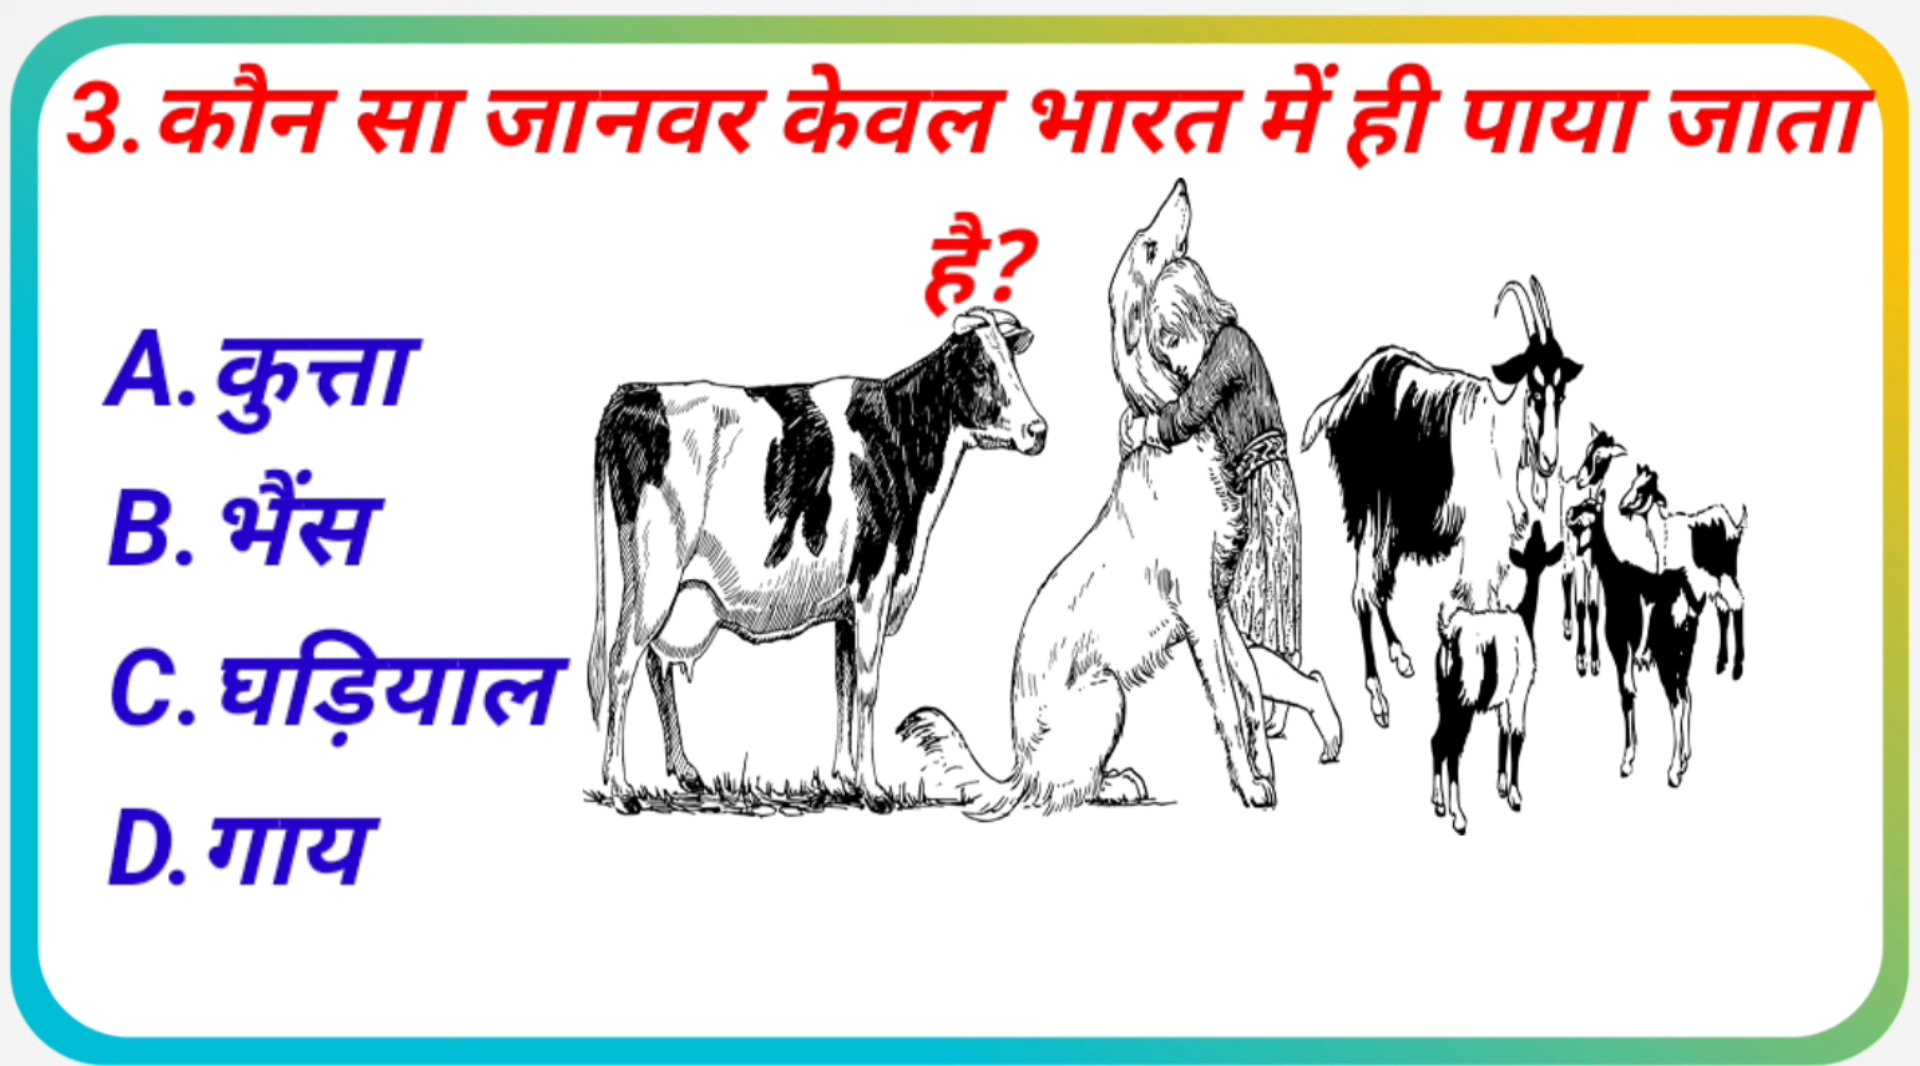 3. कौन सा जानवर केवल भारत में ही पाया जाता
है?
A. कुत्ता
B. भैंस
C. घड़ियाल
D. गाय